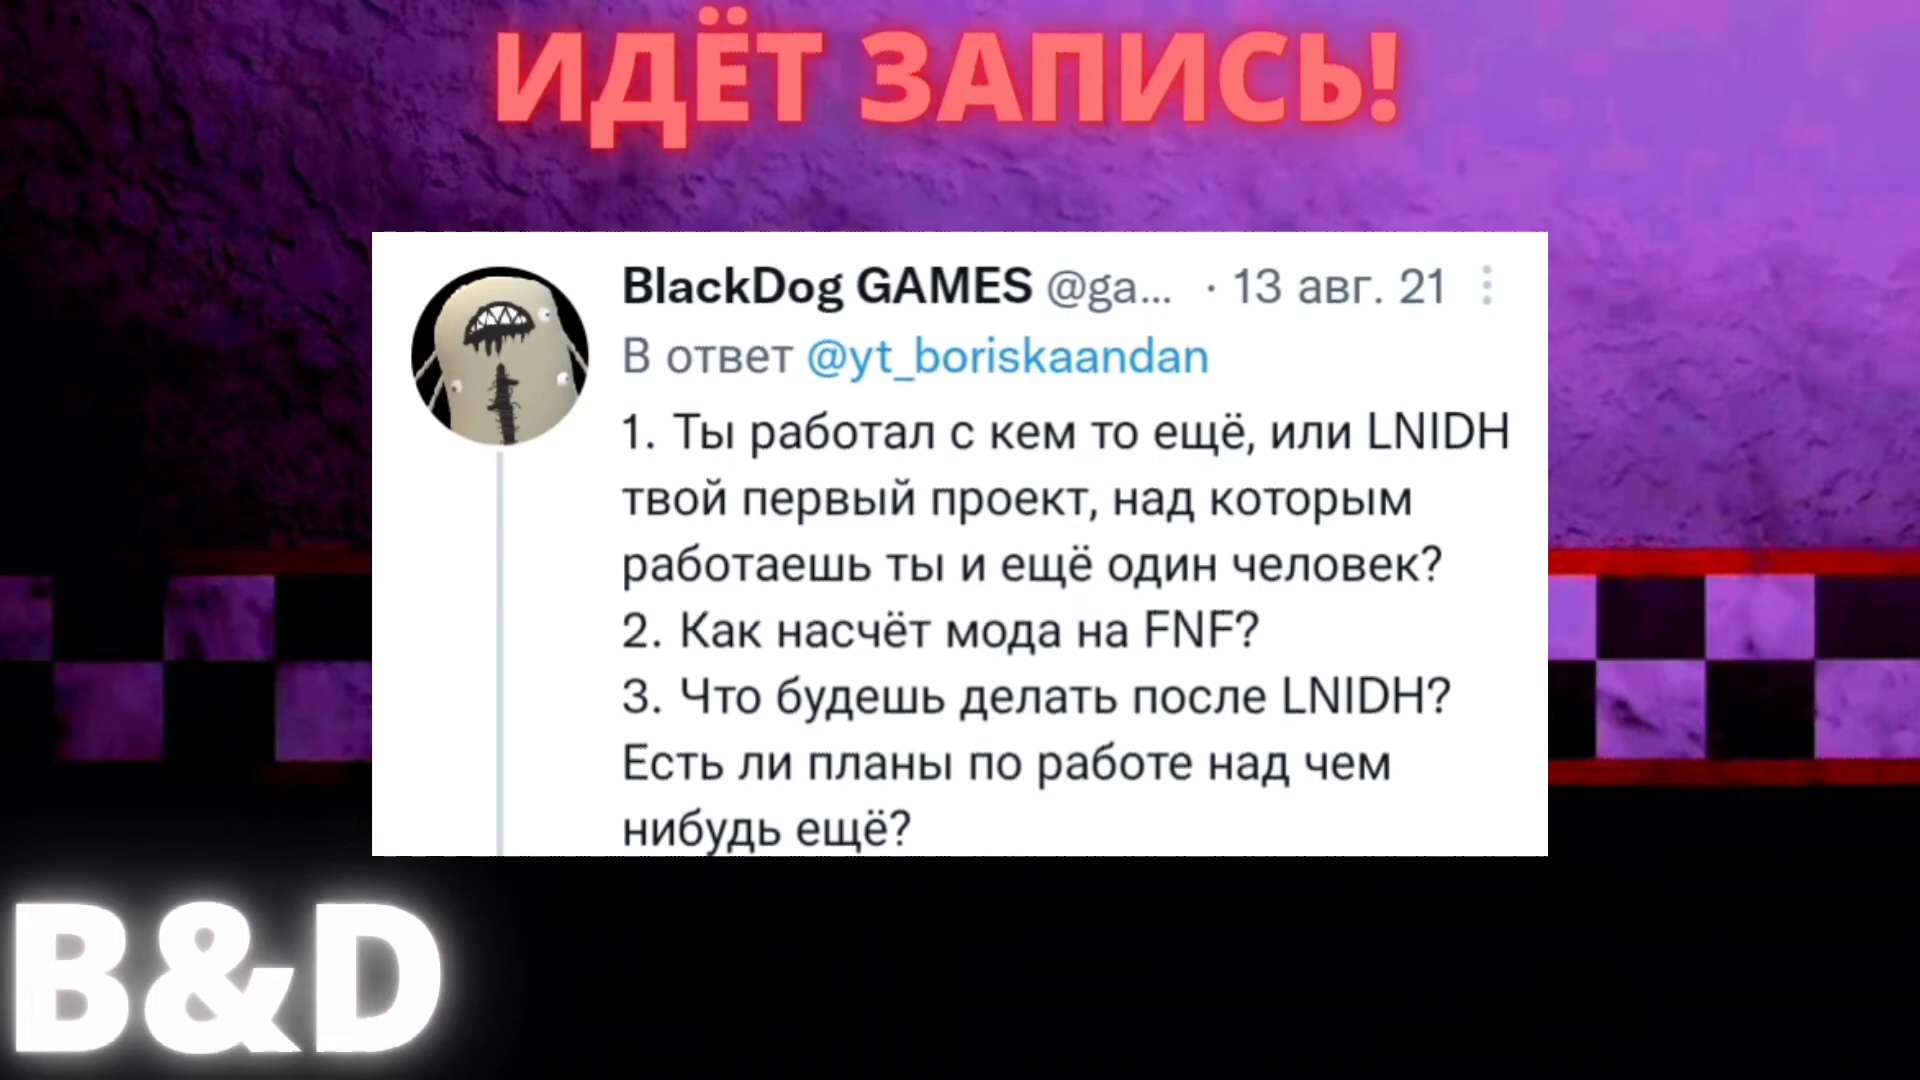 ИДЁТ ЗАПИСЬ!
BlackDog GAMES @ga... · 13 авг. 21
В ответ @yt_boriskaandan
1. Ты работал с кем то ещё, или LNIDH
твой первый проект, над которым
работаешь ты и ещё один человек?
2. Как насчёт мода на FNF?
3. Что будешь делать после LNIDH?
Есть ли планы по работе над чем
нибудь ещё?
B&D